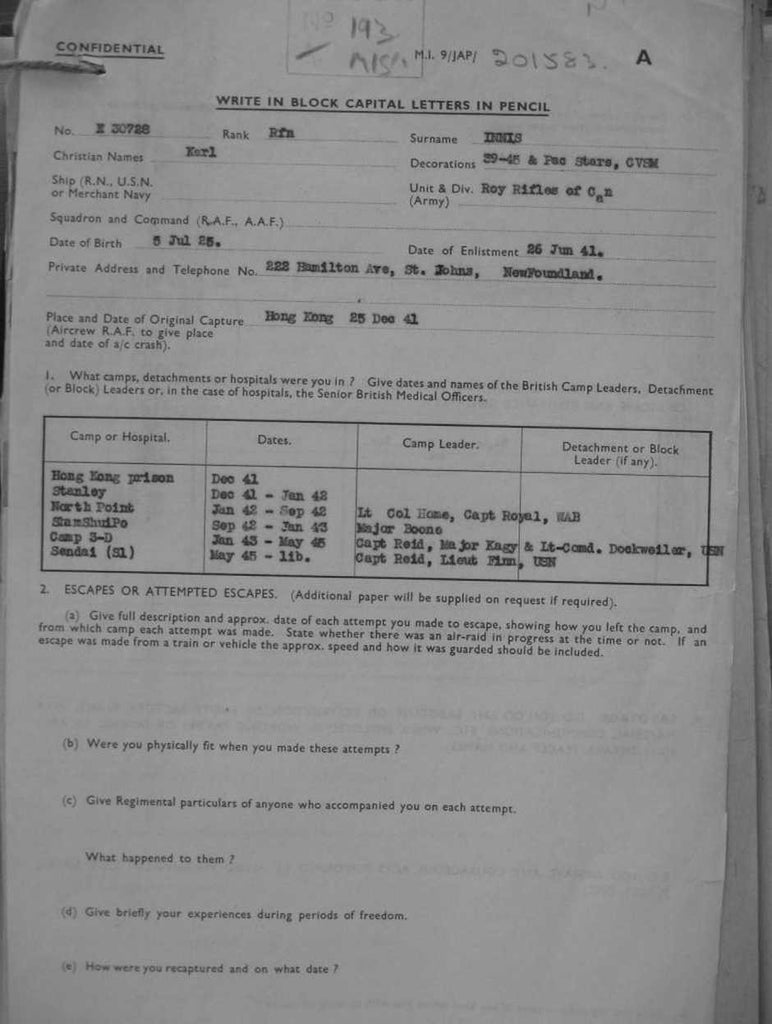 CONFIDENTIAL
No 193
M.I. 9/JAP/ 201583. A
WRITE IN BLOCK CAPITAL LETTERS IN PENCIL
No. E 30728 Rank Rfn Surname INNIS
Christian Names Karl Decorations 39-45 & Pac Stars, CVSM
Ship (R.N., U.S.N. or Merchant Navy Unit & Div. (Army) Roy Rifles of Can
Squadron and Command (R.A.F., A.A.F.)
Date of Birth 5 Jul 25. Date of Enlistment 26 Jun 41.
Private Address and Telephone No. 222 Hamilton Ave, St. Johns, NewFoundland.
Place and Date of Original Capture Hong Kong 25 Dec 41
(Aircrew R.A.F. to give place
and date of a/c crash).
1. What camps, detachments or hospitals were you in ? Give dates and names of the British Camp Leaders, Detachment
(or Block) Leaders or, in the case of hospitals, the Senior British Medical Officers.
Camp or Hospital. Dates. Camp Leader. Detachment or Block Leader (if any).
Hong Kong prison Dec 41
Stanley Dec 41 - Jan 42
North Point Jan 42 - Sep 42 Lt Col Home, Capt Royal,
ShamShuiPo Sep 42 - Jan 43 Major Boone
Camp 3-D Jan 43 - May 45 Capt Reid, Major Kagy & Lt-Comd. Dockweiler, USN
Sendai (S1) May 45 - lib. Capt Reid, Lieut Finn, USN
2. ESCAPES OR ATTEMPTED ESCAPES. (Additional paper will be supplied on request if required).
(a) Give full description and approx. date of each attempt you made to escape, showing how you left the camp, and
from which camp each attempt was made. State whether there was an air-raid in progress at the time or not. If an
escape was made from a train or vehicle the approx. speed and how it was guarded should be included.
(b) Were you physically fit when you made these attempts ?
(c) Give Regimental particulars of anyone who accompanied you on each attempt.
What happened to them ?
(d) Give briefly your experiences during periods of freedom.
(e) How were you recaptured and on what date ?